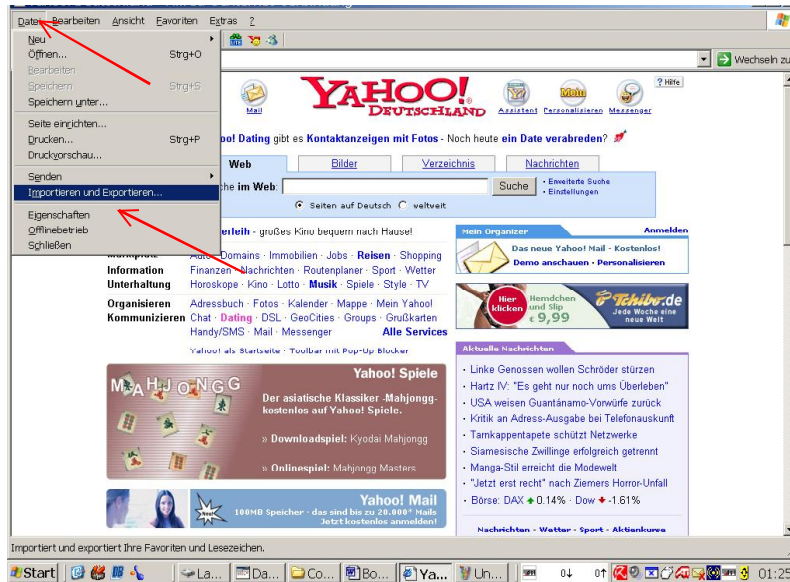 Datei Bearbeiten Ansicht Favoriten Extras ?
Neu
Öffnen... Strg+O
Bearbeiten
Speichern Strg+S
Speichern unter...
Seite einrichten...
Drucken... Strg+P
Druckvorschau...
Senden
Importieren und Exportieren...
Eigenschaften
Offlinebetrieb
Schließen
Wechseln zu
Mail
YAHOO!
DEUTSCHLAND
Assistent Personalisieren Messenger
? Hilfe
Dating gibt es Kontaktanzeigen mit Fotos - Noch heute ein Date verabreden?
Web Bilder Verzeichnis Nachrichten
im Web: Suche
· Erweiterte Suche
· Einstellungen
Seiten auf Deutsch weltweit
- großes Kino bequem nach Hause!
Auto · Domains · Immobilien · Jobs · Reisen · Shopping
Information Finanzen · Nachrichten · Routenplaner · Sport · Wetter
Unterhaltung Horoskope · Kino · Lotto · Musik · Spiele · Style · TV
Organisieren Adressbuch · Fotos · Kalender · Mappe · Mein Yahoo!
Kommunizieren Chat · Dating · DSL · GeoCities · Groups · Grußkarten
Handy/SMS · Mail · Messenger Alle Services
Yahoo! als Startseite · Toolbar mit Pop-Up Blocker
MAHJONGG
Yahoo! Spiele
Der asiatische Klassiker -Mahjongg-
kostenlos auf Yahoo! Spiele.
» Downloadspiel: Kyodai Mahjongg
» Onlinespiel: Mahjong Masters
Neu!
Yahoo! Mail
100MB Speicher - das sind bis zu 20.000* Mails
Jetzt kostenlos anmelden!
Mein Organizer Anmelden
Das neue Yahoo! Mail - Kostenlos!
Demo anschauen · Personalisieren
Hier
klicken
Hemdchen
und Slip
€ 9,99
Tchibo.de
Jede Woche eine
neue Welt
Aktuelle Nachrichten
· Linke Genossen wollen Schröder stürzen
· Hartz IV: "Es geht nur noch ums Überleben"
· USA weisen Guantánamo-Vorwürfe zurück
· Kritik an Adress-Ausgabe bei Telefonauskunft
· Tarnkappentapete schützt Netzwerke
· Siamesische Zwillinge erfolgreich getrennt
· Manga-Stil erreicht die Modewelt
· "Jetzt erst recht" nach Ziemers Horror-Unfall
· Börse: DAX +0.14% · Dow -1.61%
Nachrichten - Wetter - Sport - Aktienkurse
Importiert und exportiert Ihre Favoriten und Lesezeichen.
Start La... Da... Co... Bo... Ya... Un... 0↓ 0↑ 01:25